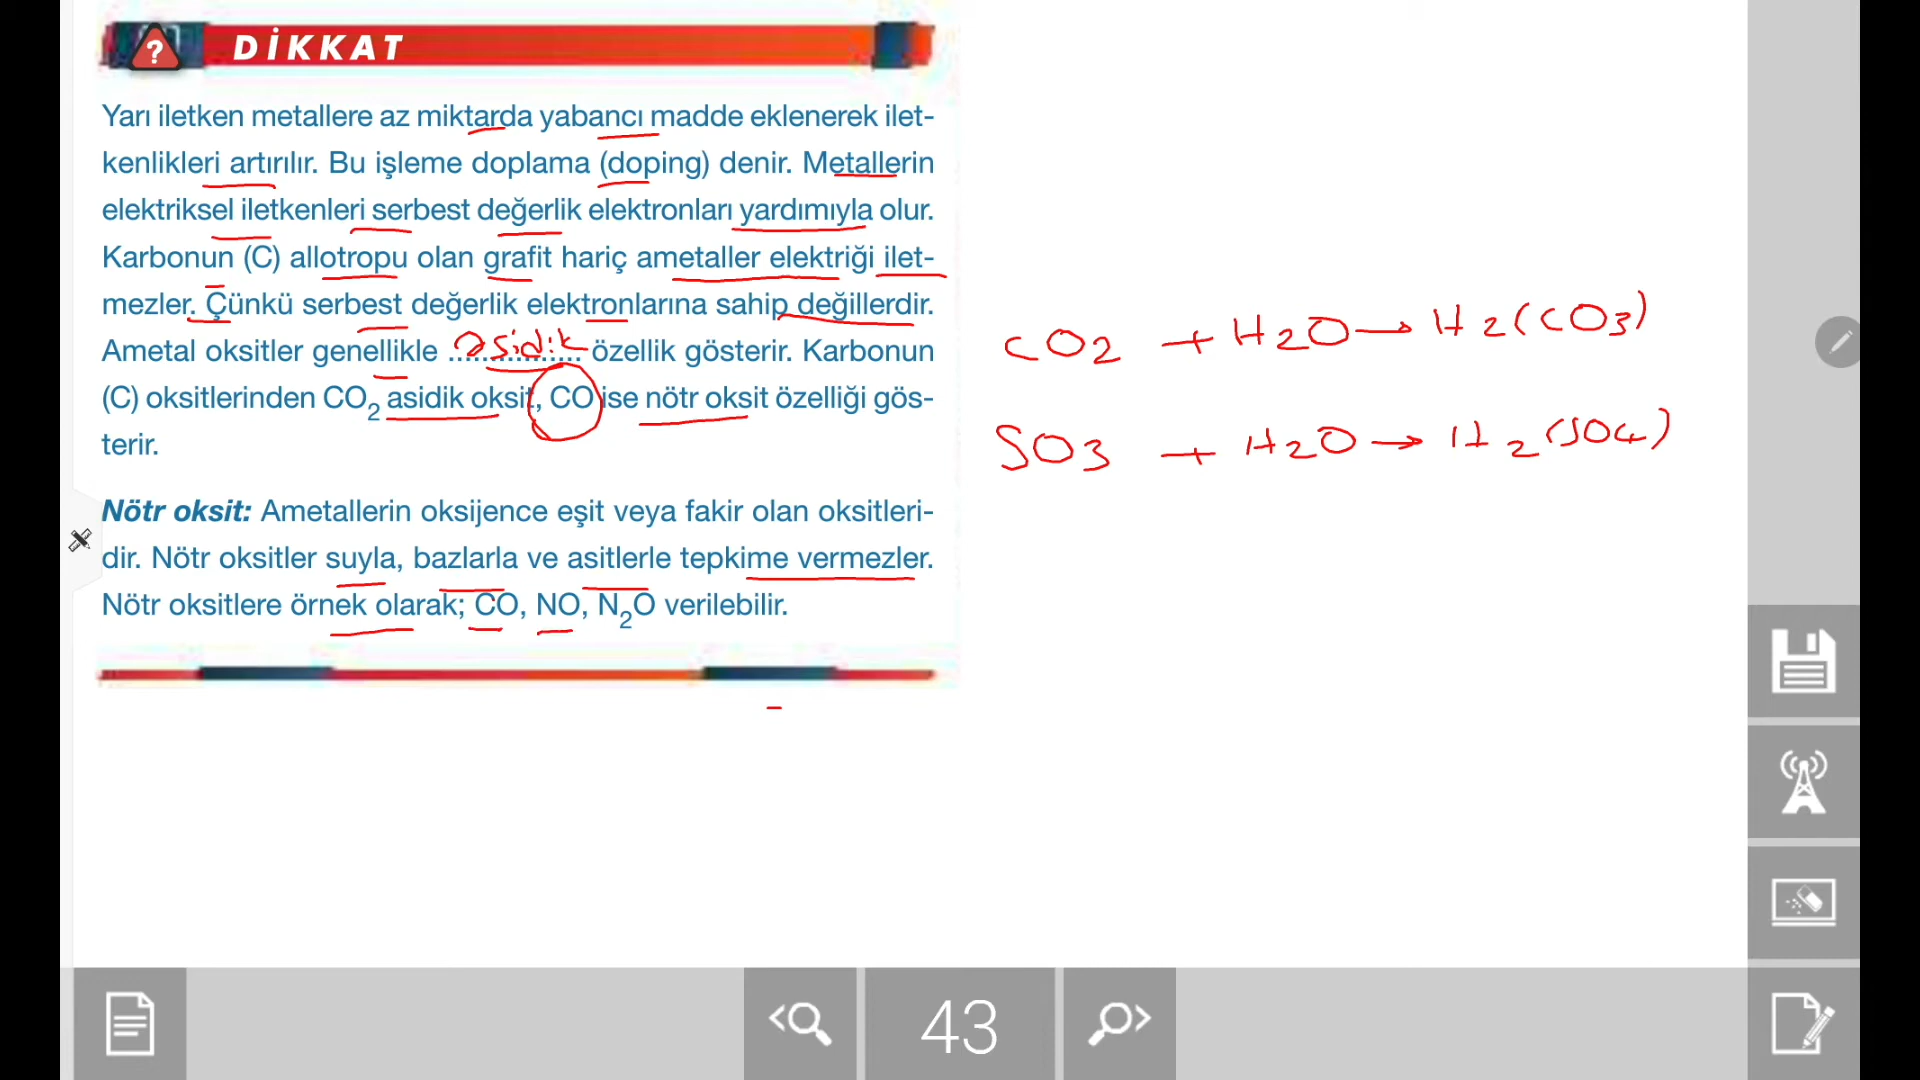 DİKKAT
Yarı iletken metallere az miktarda yabancı madde eklenerek ilet-
kenlikleri artırılır. Bu işleme doplama (doping) denir. Metallerin
elektriksel iletkenleri serbest değerlik elektronları yardımıyla olur.
Karbonun (C) allotropu olan grafit hariç ametaller elektriği ilet-
mezler. Çünkü serbest değerlik elektronlarına sahip değillerdir.
Ametal oksitler genellikle asidik özellik gösterir. Karbonun
(C) oksitlerinden CO₂ asidik oksit, CO ise nötr oksit özelliği gös-
terir.
Nötr oksit: Ametallerin oksijence eşit veya fakir olan oksitleri-
dir. Nötr oksitler suyla, bazlarla ve asitlerle tepkime vermezler.
Nötr oksitlere örnek olarak; CO, NO, N₂O verilebilir.
CO2 + H2O → H2(CO3)
SO3 + H2O → H2(SO4)
43